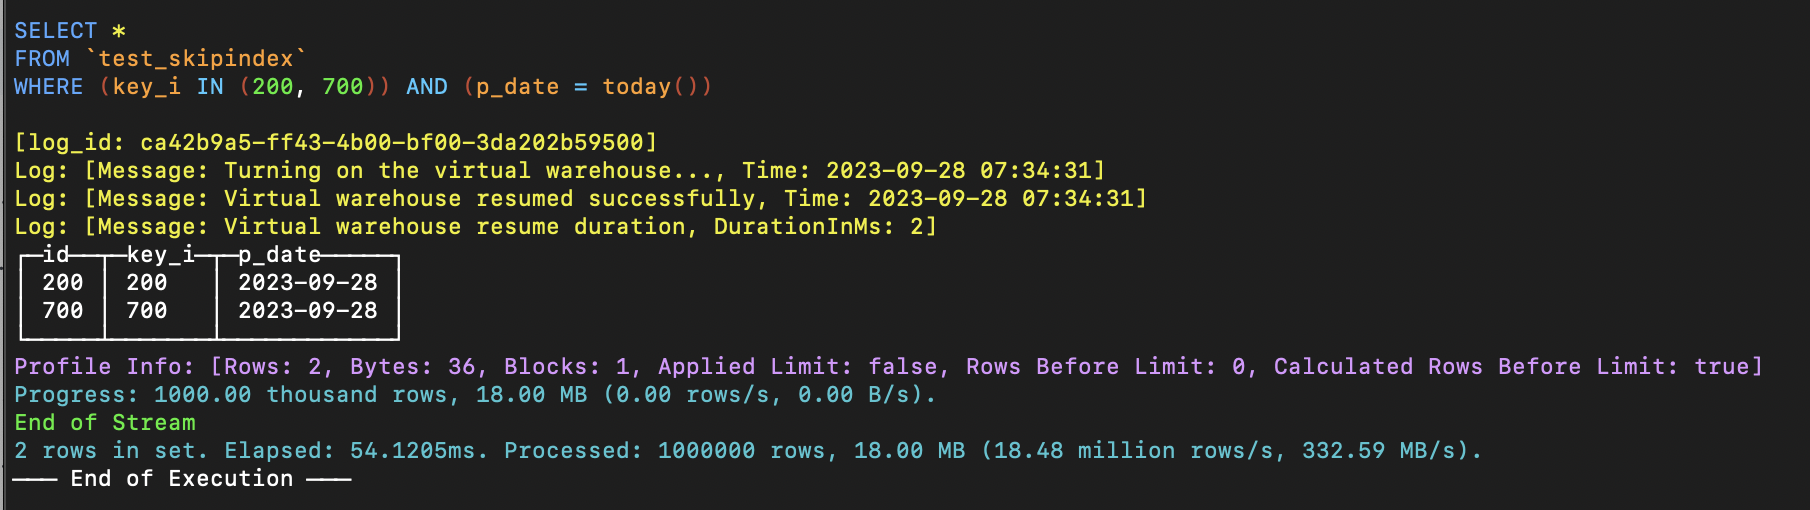 SELECT *
FROM `test_skipindex`
WHERE (key_i IN (200, 700)) AND (p_date = today())
[log_id: ca42b9a5-ff43-4b00-bf00-3da202b59500]
Log: [Message: Turning on the virtual warehouse..., Time: 2023-09-28 07:34:31]
Log: [Message: Virtual warehouse resumed successfully, Time: 2023-09-28 07:34:31]
Log: [Message: Virtual warehouse resume duration, DurationInMs: 2]
┌─id──┬─key_i─┬─p_date─────┐
│ 200 │ 200 │ 2023-09-28 │
│ 700 │ 700 │ 2023-09-28 │
└─────┴───────┴────────────┘
Profile Info: [Rows: 2, Bytes: 36, Blocks: 1, Applied Limit: false, Rows Before Limit: 0, Calculated Rows Before Limit: true]
Progress: 1000.00 thousand rows, 18.00 MB (0.00 rows/s, 0.00 B/s).
End of Stream
2 rows in set. Elapsed: 54.1205ms. Processed: 1000000 rows, 18.00 MB (18.48 million rows/s, 332.59 MB/s).
─── End of Execution ───